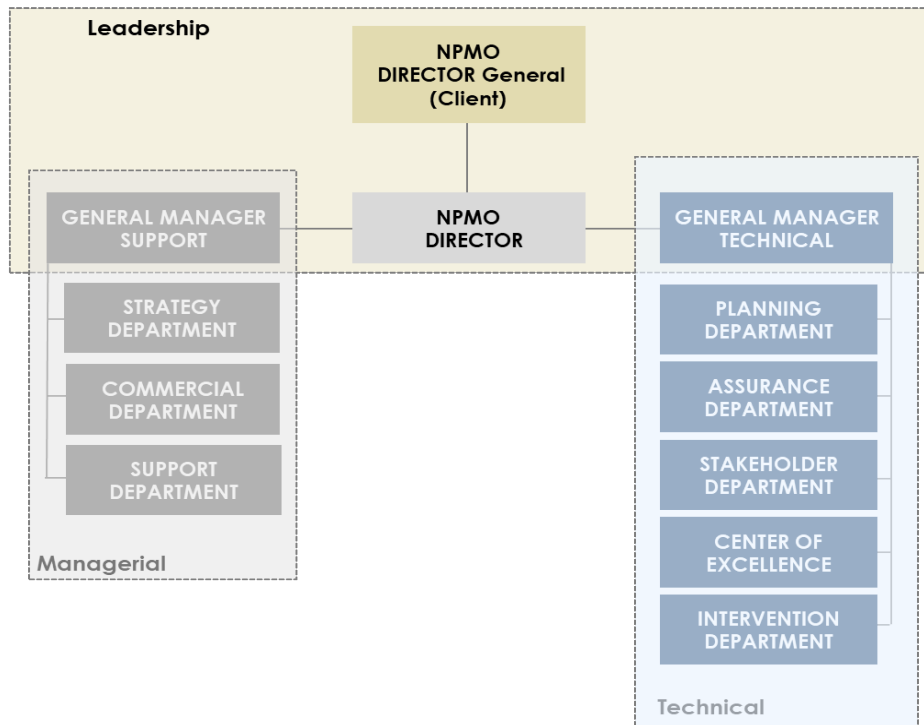 Leadership
NPMO
DIRECTOR General
(Client)
GENERAL MANAGER
SUPPORT
NPMO
DIRECTOR
GENERAL MANAGER
TECHNICAL
STRATEGY
DEPARTMENT
COMMERCIAL
DEPARTMENT
SUPPORT
DEPARTMENT
Managerial
PLANNING
DEPARTMENT
ASSURANCE
DEPARTMENT
STAKEHOLDER
DEPARTMENT
CENTER OF
EXCELLENCE
INTERVENTION
DEPARTMENT
Technical